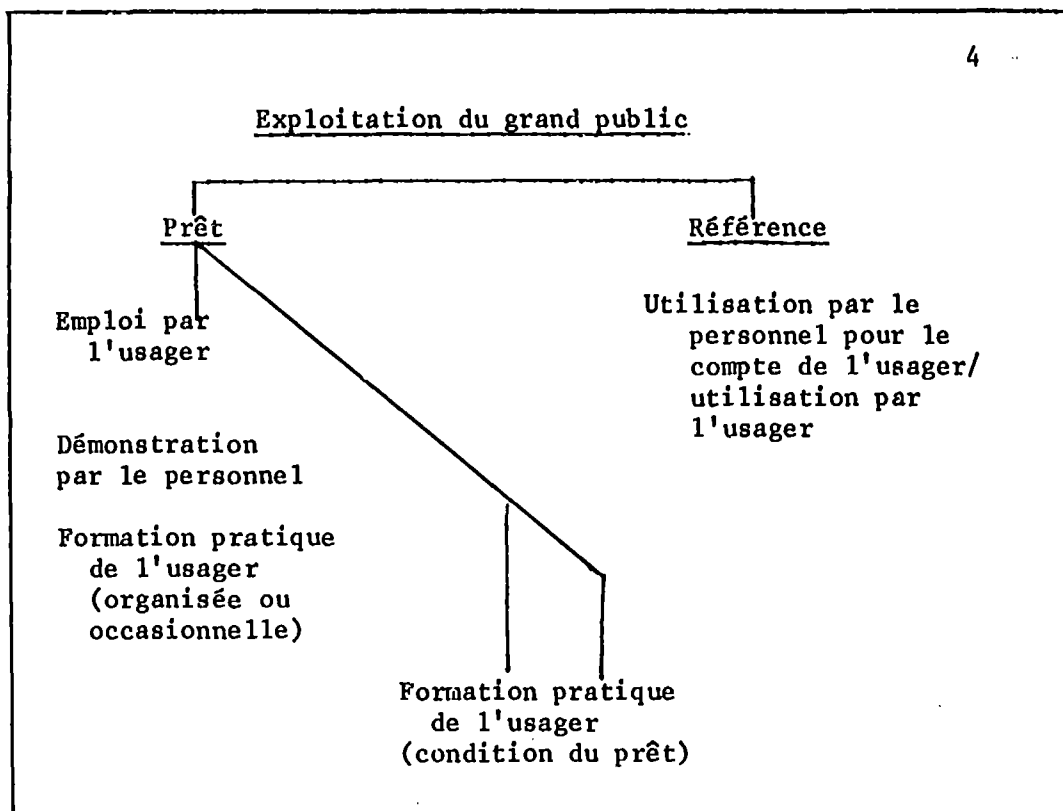 4
Exploitation du grand public
Prêt
Référence
Emploi par
l'usager
Utilisation par le
personnel pour le
compte de l'usager/
utilisation par
l'usager
Démonstration
par le personnel
Formation pratique
de l'usager
(organisée ou
occasionnelle)
Formation pratique
de l'usager
(condition du prêt)